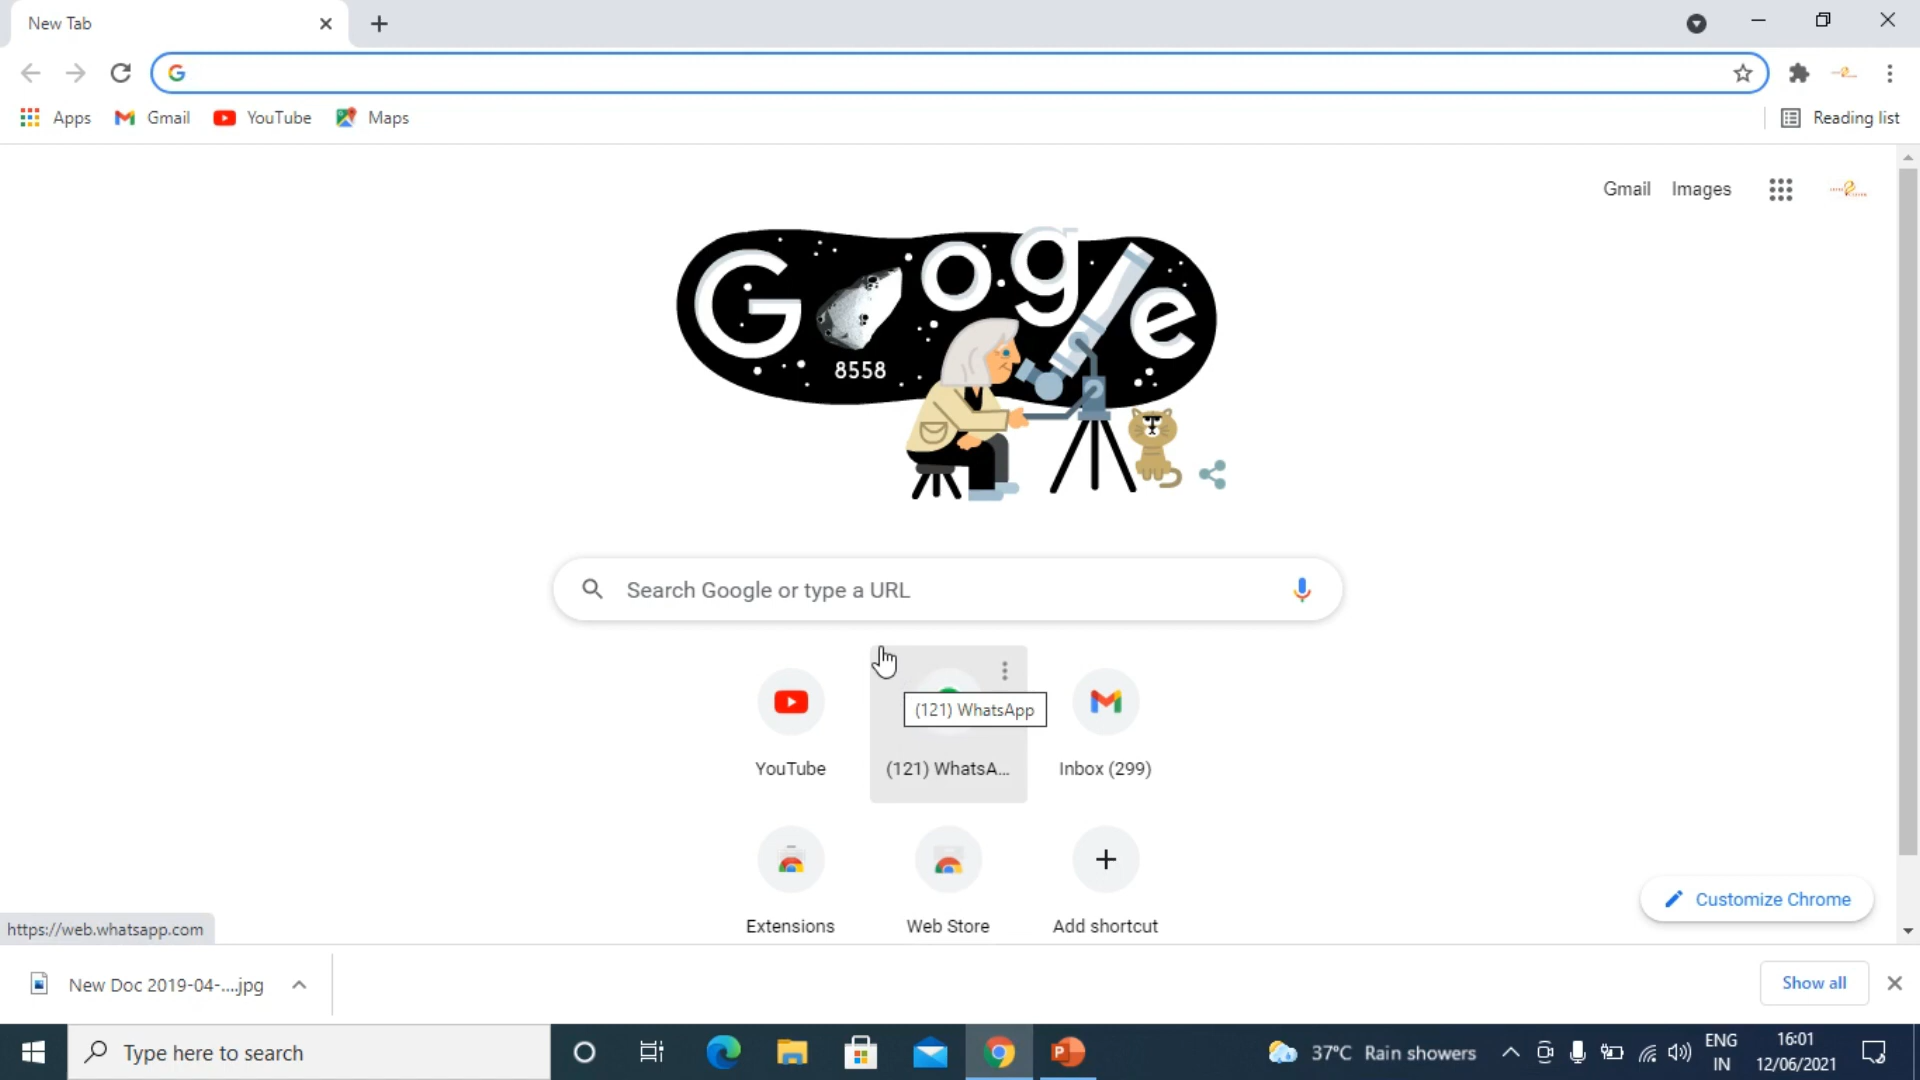 New Tab
Apps Gmail YouTube Maps Reading list
Gmail Images
Google
8558
Search Google or type a URL
(121) WhatsApp
YouTube (121) WhatsA... Inbox (299)
Extensions Web Store Add shortcut
Customize Chrome
https://web.whatsapp.com
New Doc 2019-04-....jpg Show all
Type here to search 37°C Rain showers ENG IN 16:01 12/06/2021